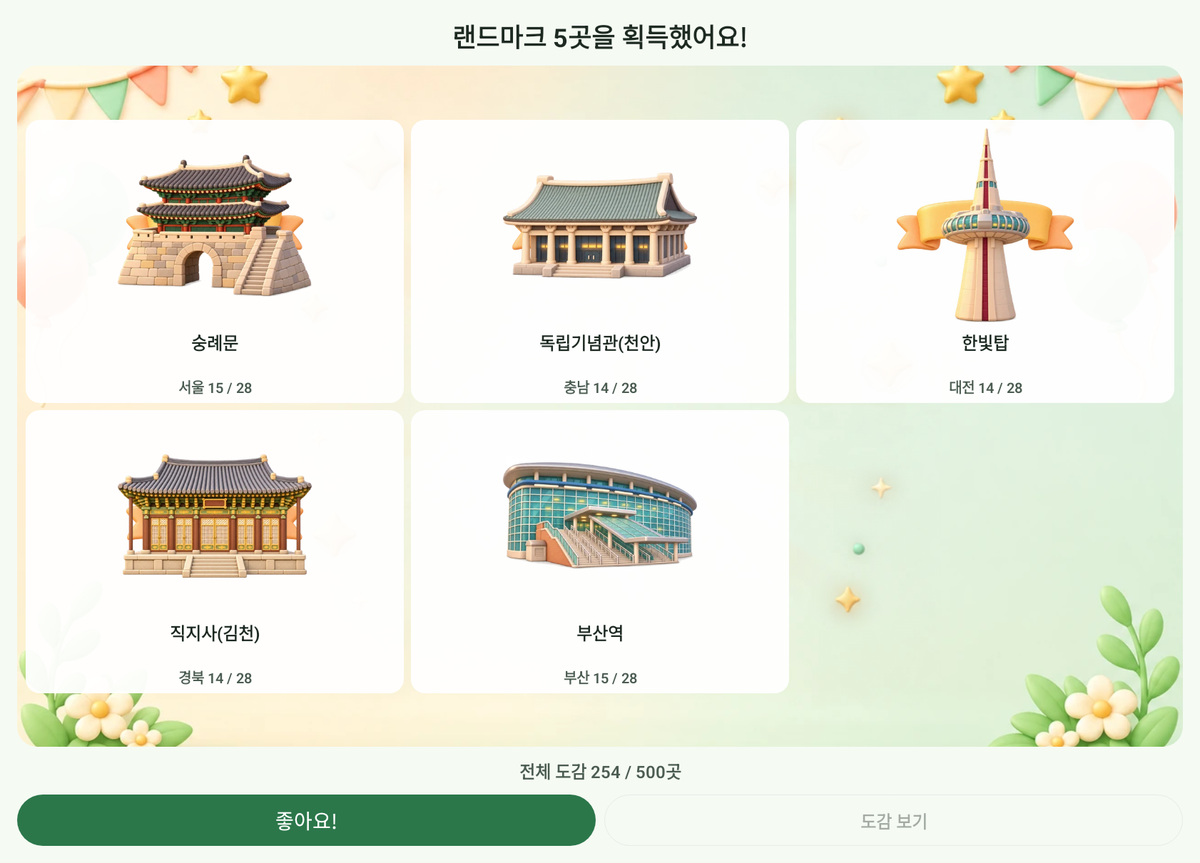 랜드마크 5곳을 획득했어요!
숭례문
서울 15 / 28
독립기념관(천안)
충남 14 / 28
한빛탑
대전 14 / 28
직지사(김천)
경북 14 / 28
부산역
부산 15 / 28
전체 도감 254 / 500곳
좋아요!
도감 보기